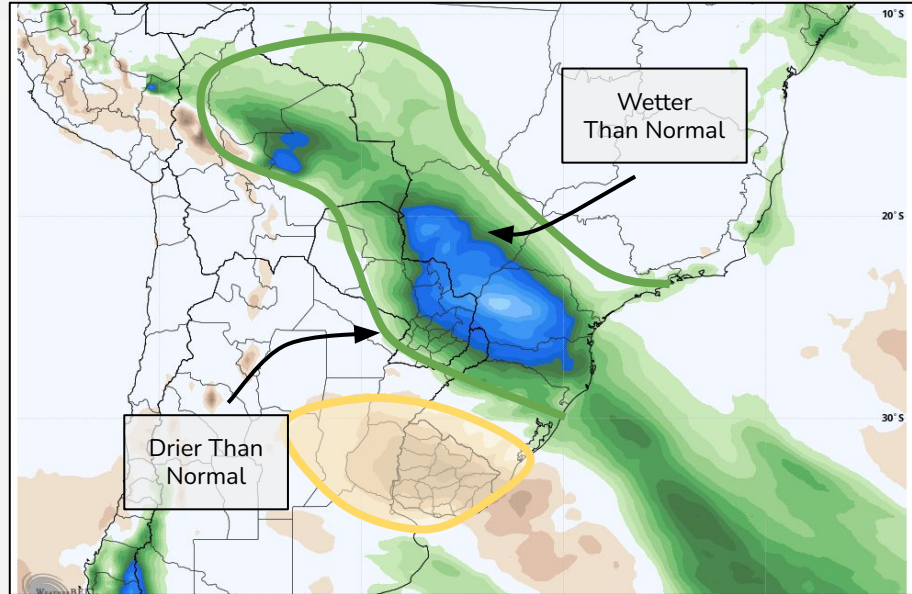 10°S
Wetter
Than Normal
20°S
30°S
Drier Than
Normal